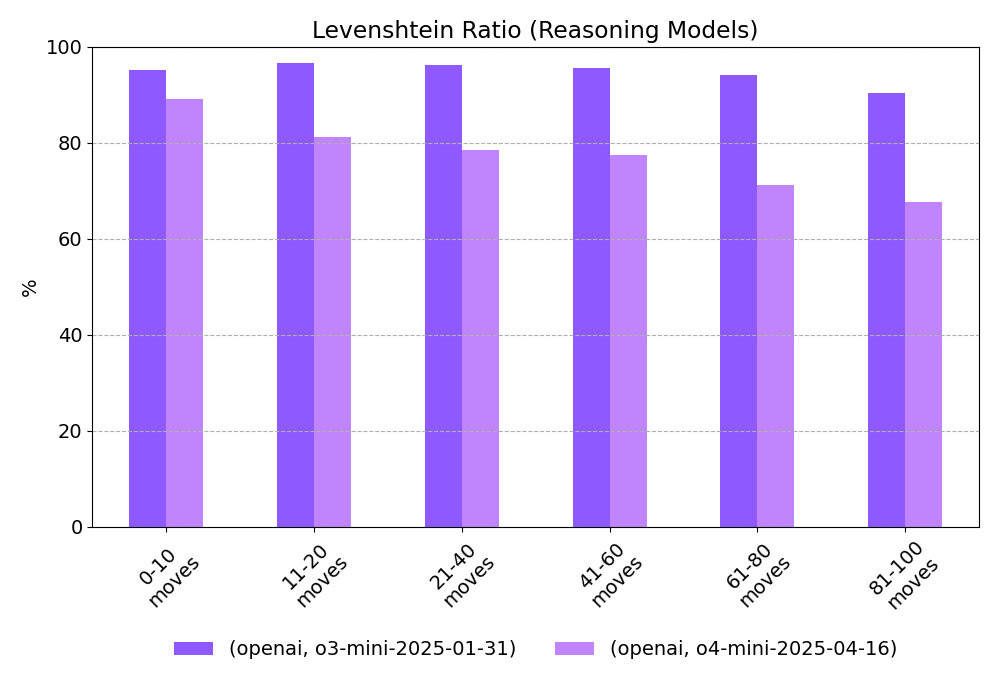 Levenshtein Ratio (Reasoning Models)
100
80
60
40
20
0
%
0-10
moves
11-20
moves
21-40
moves
41-60
moves
61-80
moves
81-100
moves
(openai, o3-mini-2025-01-31)
(openai, o4-mini-2025-04-16)